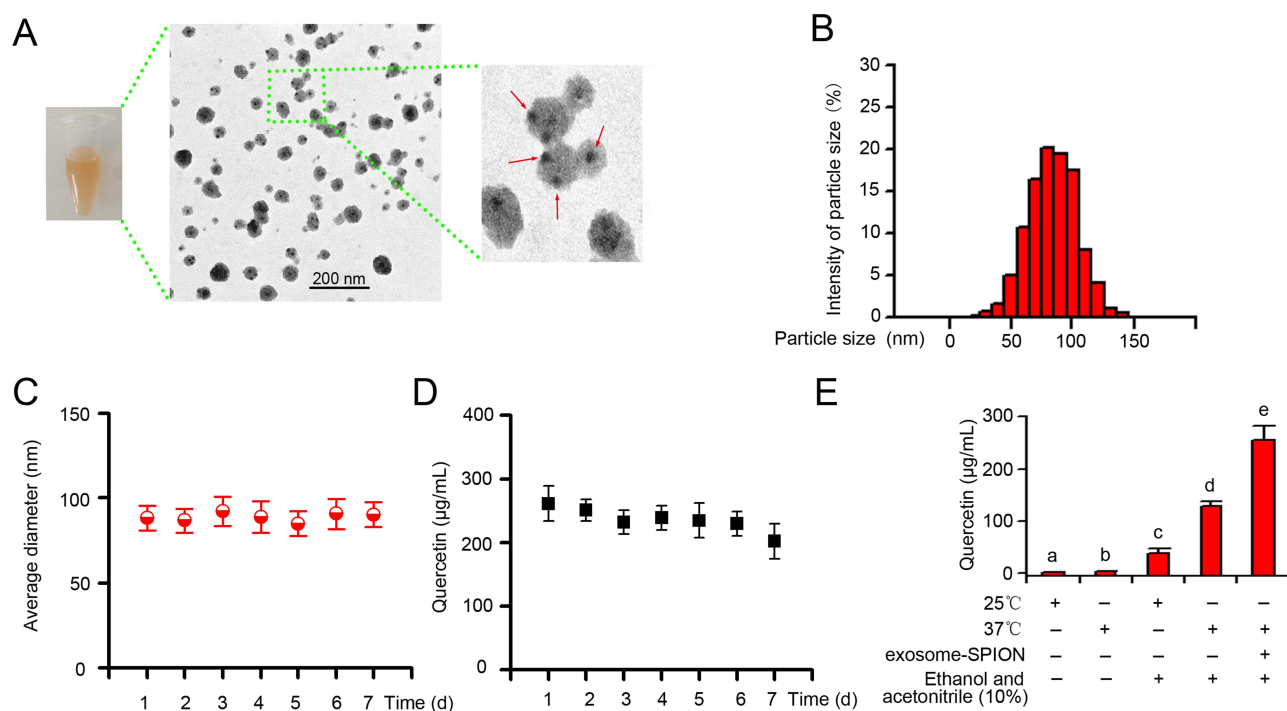 A
200 nm
B
Intensity of particle size (%)
30
25
20
15
10
5
0
Particle size (nm)
0 50 100 150
C
Average diameter (nm)
150
100
50
0
1 2 3 4 5 6 7 Time (d)
D
Quercetin (µg/mL)
400
300
200
100
0
1 2 3 4 5 6 7 Time (d)
E
Quercetin (µg/mL)
300
200
100
0
a b c d e
25℃ + – + – –
37℃ – + – + +
exosome-SPION – – – – +
Ethanol and
acetonitrile (10%) – – + + +